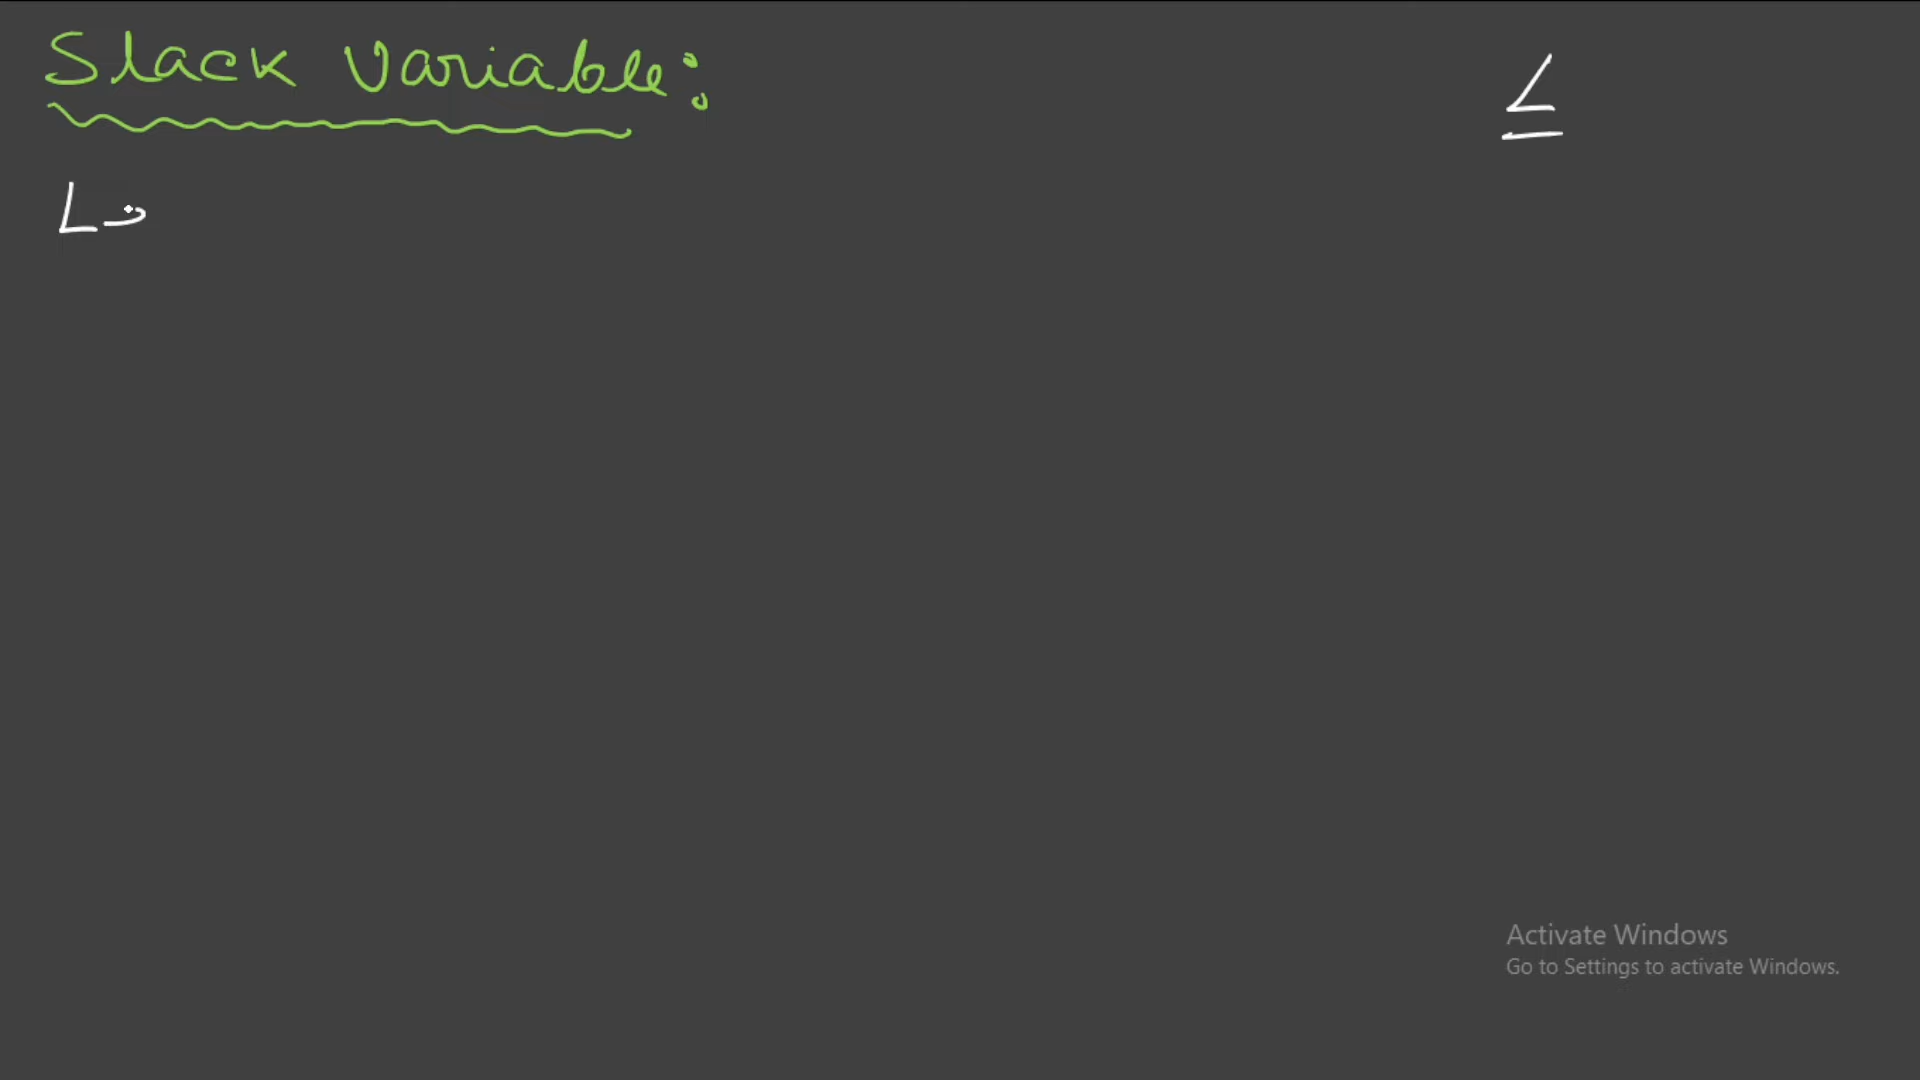 Slack Variable:
≤
L
Activate Windows
Go to Settings to activate Windows.